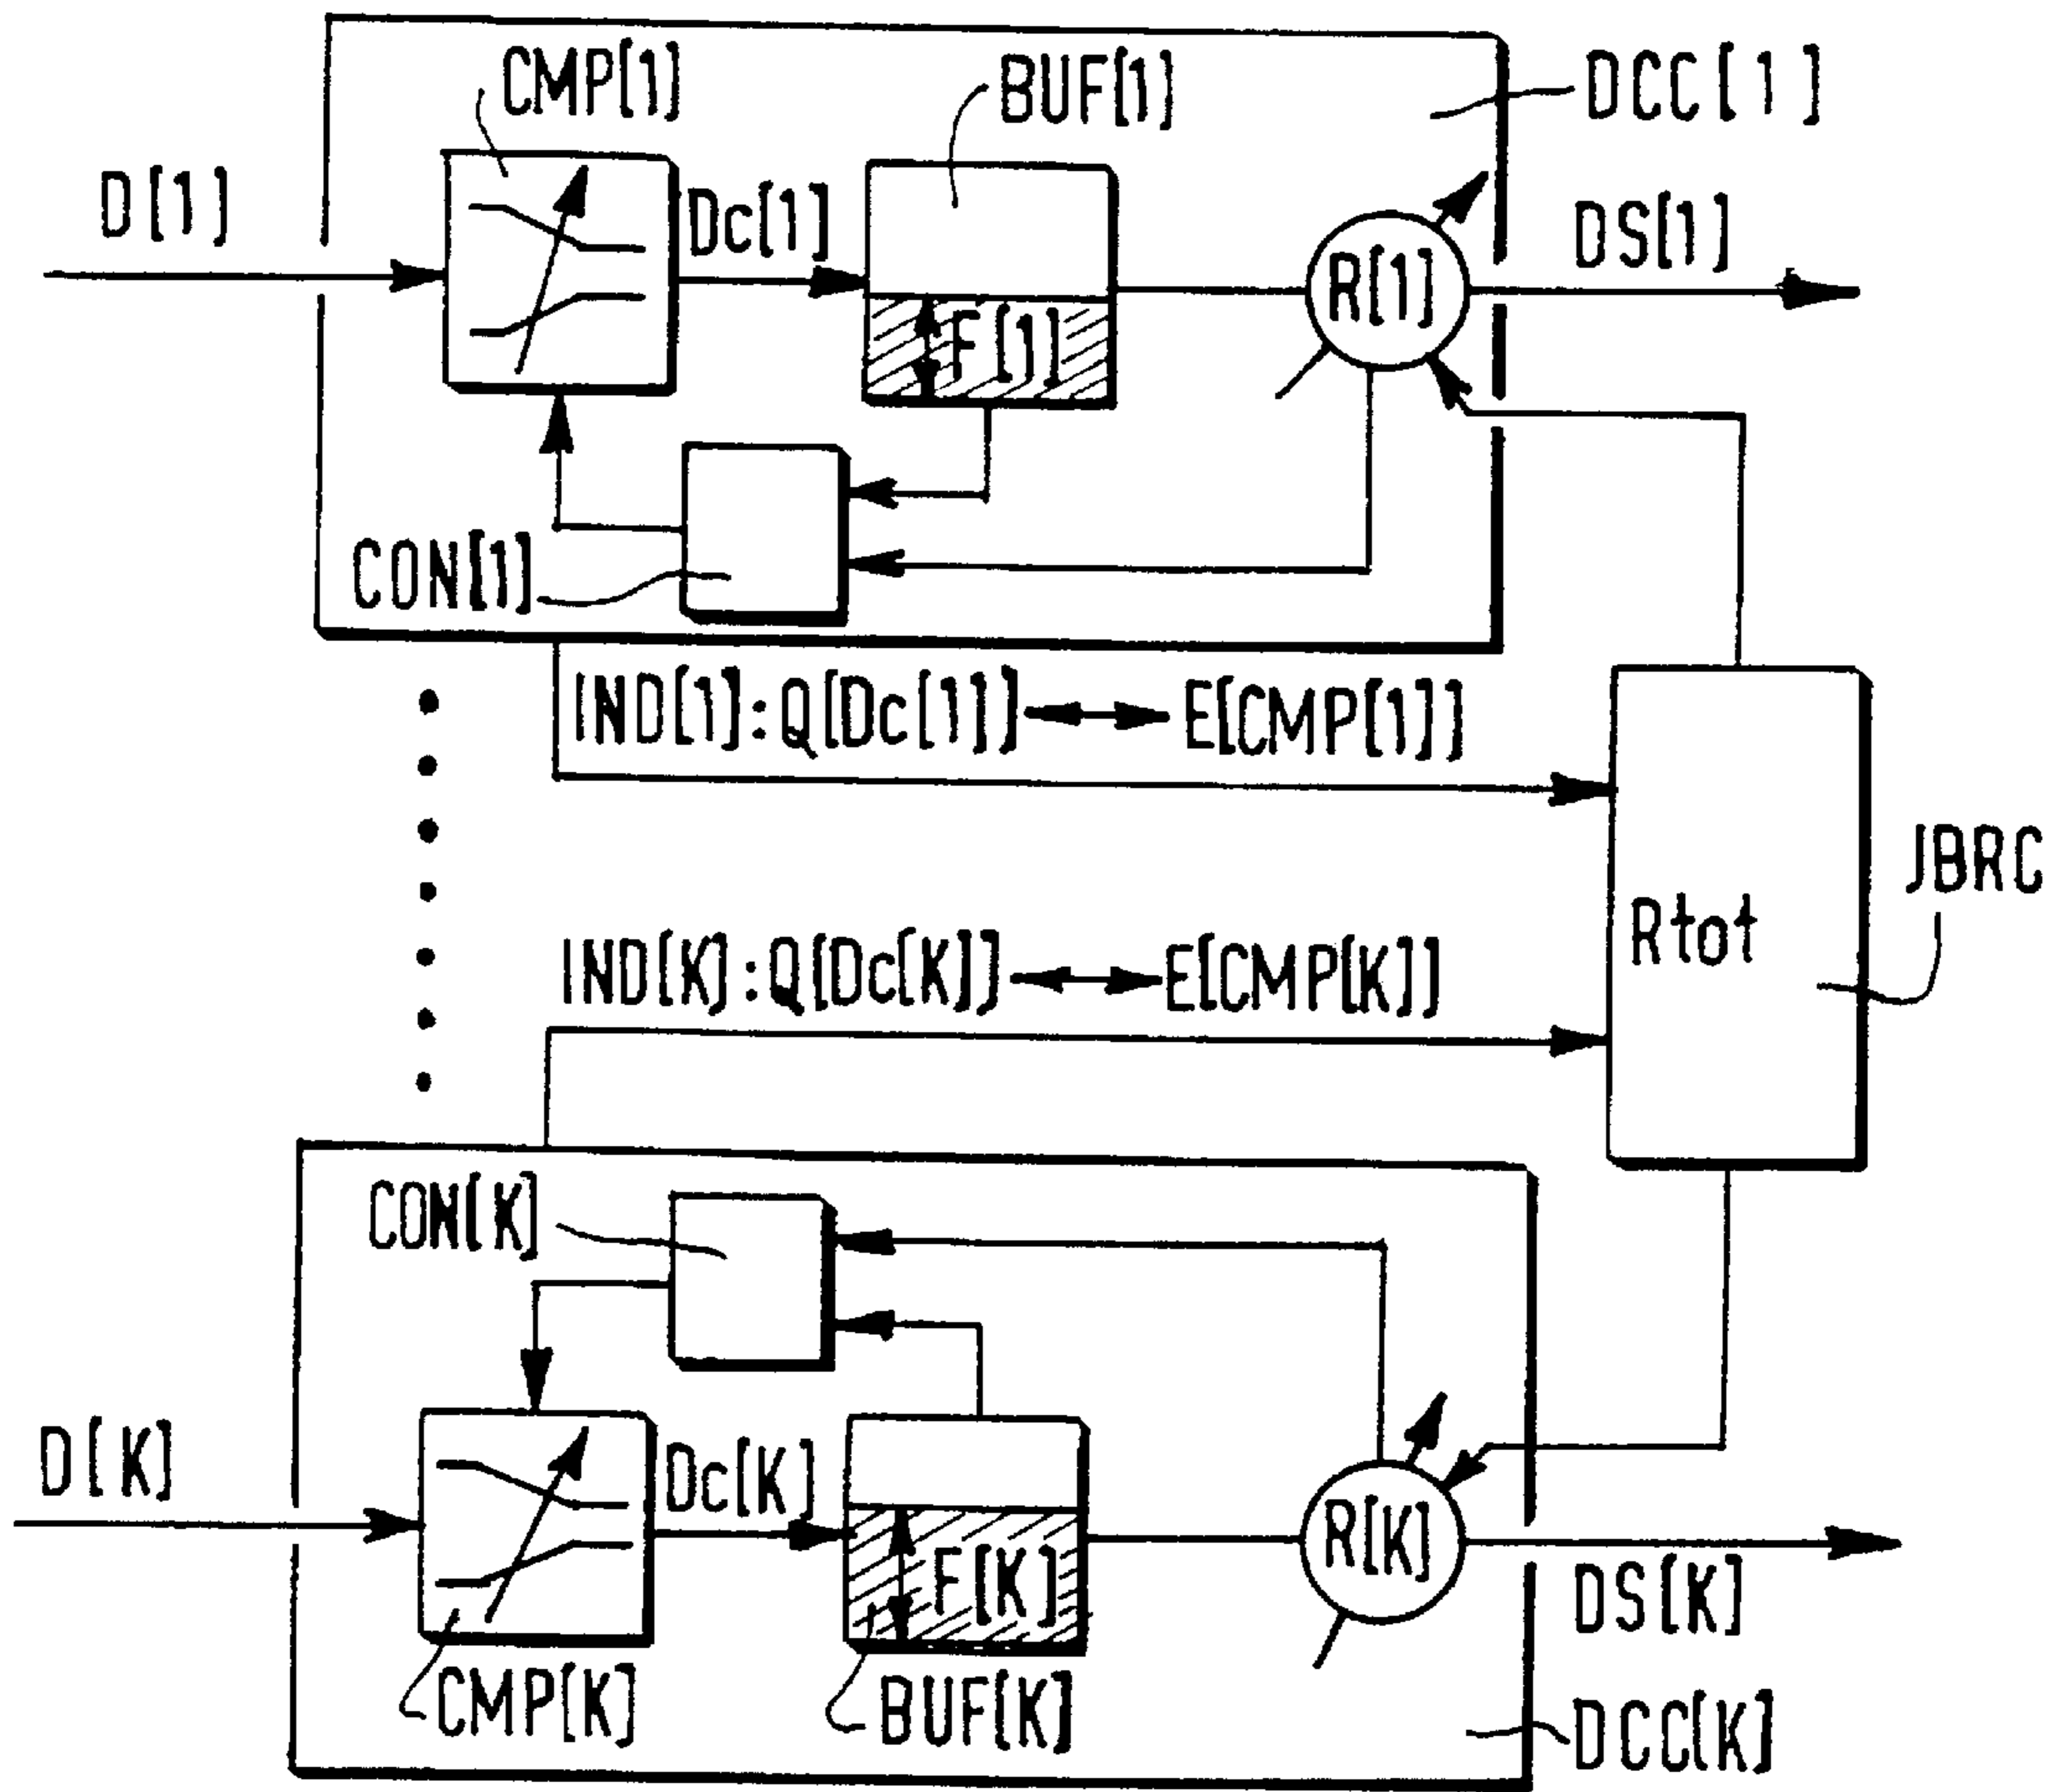 CMP[1]
BUF[1]
DCC[1]
D[1]
Dc[1]
R[1]
DS[1]
F[1]
CON[1]
IND[1]:Q[Dc[1]] ↔ E[CMP[1]]
JBRC
Rtot
IND[K]:Q[Dc[K]] ↔ E[CMP[K]]
CON[K]
D[K]
Dc[K]
R[K]
F[K]
DS[K]
CMP[K]
BUF[K]
DCC[K]